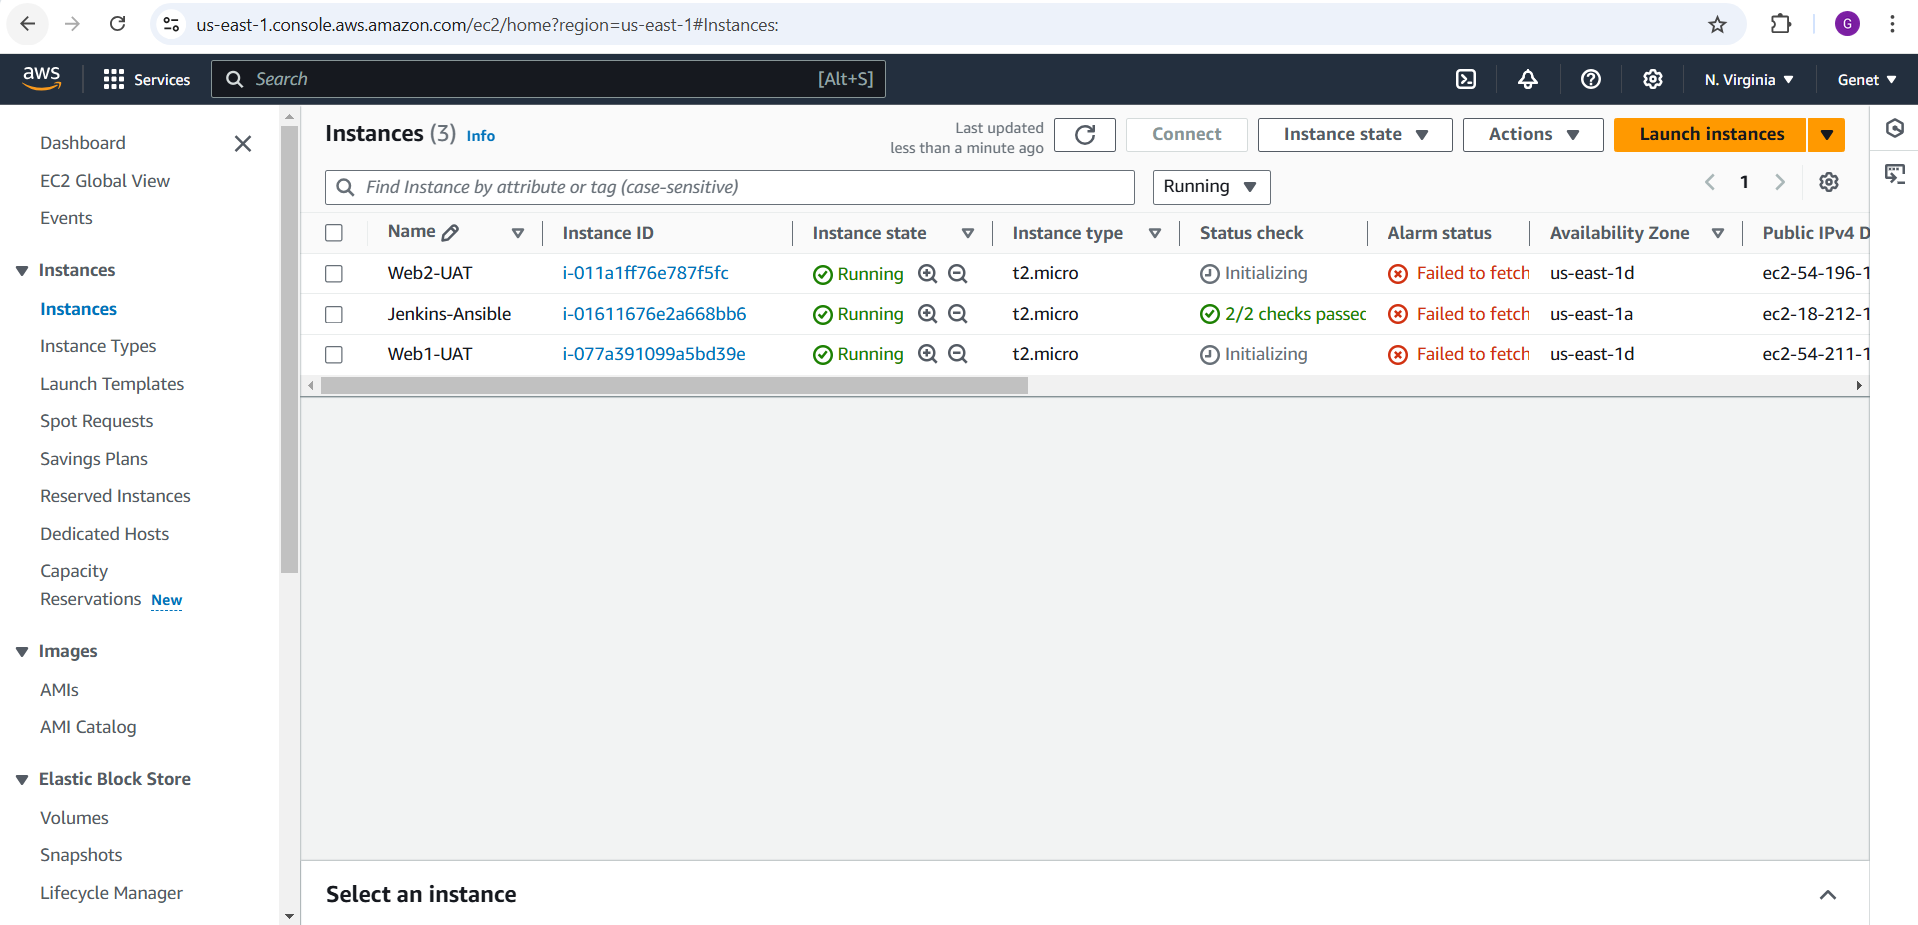 us-east-1.console.aws.amazon.com/ec2/home?region=us-east-1#Instances:
G
aws
Services
Search
[Alt+S]
N. Virginia
Genet
Dashboard
EC2 Global View
Events
Instances
Instances
Instance Types
Launch Templates
Spot Requests
Savings Plans
Reserved Instances
Dedicated Hosts
Capacity
Reservations New
Images
AMIs
AMI Catalog
Elastic Block Store
Volumes
Snapshots
Lifecycle Manager
Instances (3) Info
Last updated
less than a minute ago
Connect
Instance state
Actions
Launch instances
Find Instance by attribute or tag (case-sensitive)
Running
1
Name Instance ID Instance state Instance type Status check Alarm status Availability Zone Public IPv4 D
Web2-UAT i-011a1ff76e787f5fc Running t2.micro Initializing Failed to fetch us-east-1d ec2-54-196-1
Jenkins-Ansible i-01611676e2a668bb6 Running t2.micro 2/2 checks passed Failed to fetch us-east-1a ec2-18-212-1
Web1-UAT i-077a391099a5bd39e Running t2.micro Initializing Failed to fetch us-east-1d ec2-54-211-1
Select an instance